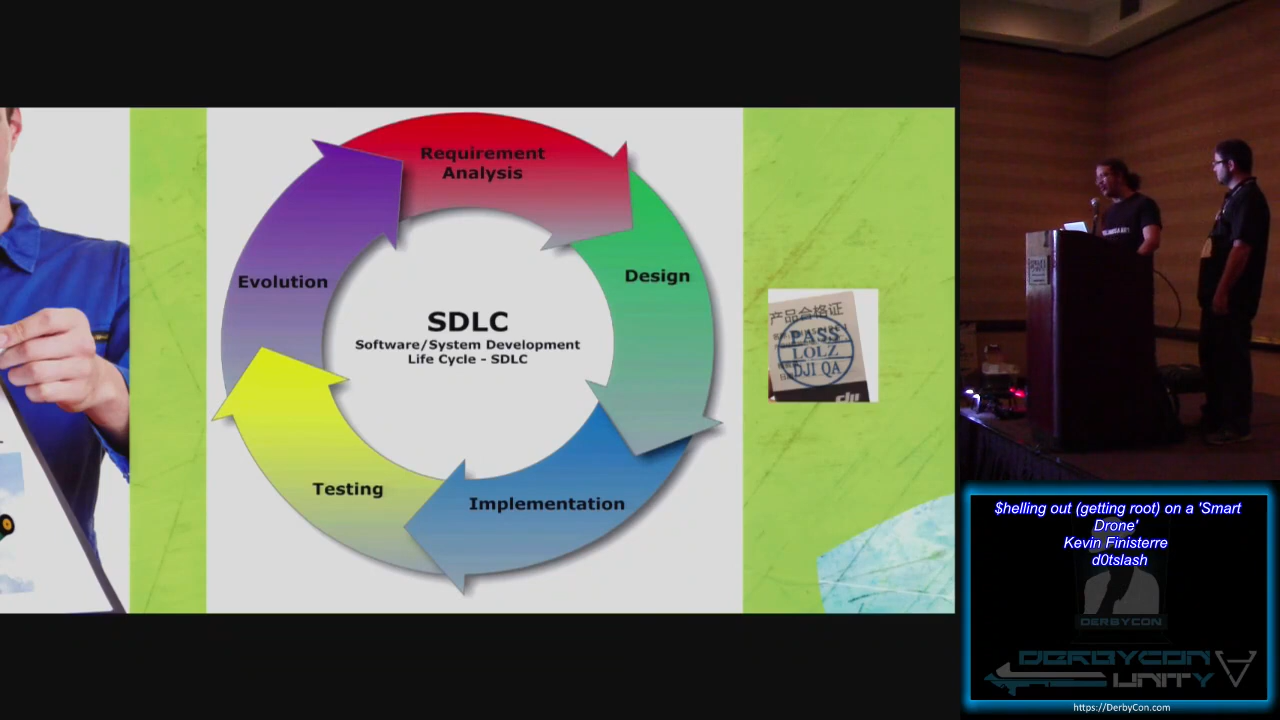 Requirement
Analysis
Design
Evolution
SDLC
Software/System Development
Life Cycle - SDLC
Testing
Implementation
产品合格证
PASS
LOLZ
DJI QA
dji
$helling out (getting root) on a 'Smart
Drone'
Kevin Finisterre
d0tslash
DERBYCON
DERBYCON
UNITY
https://DerbyCon.com